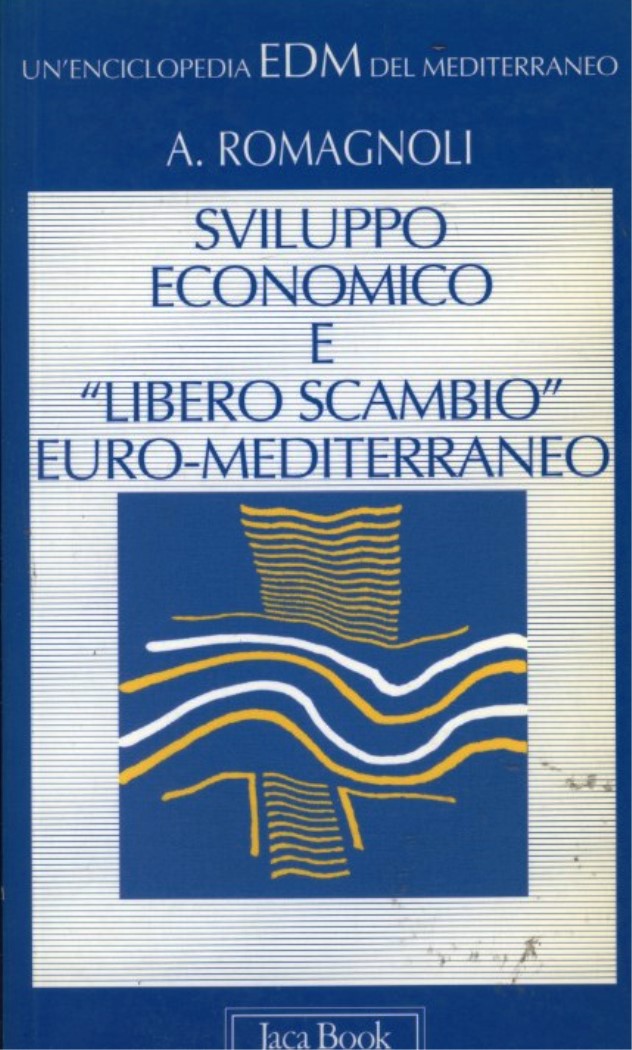 UN'ENCICLOPEDIA EDM DEL MEDITERRANEO
A. ROMAGNOLI
SVILUPPO
ECONOMICO
E
“LIBERO SCAMBIO”
EURO-MEDITERRANEO
Jaca Book